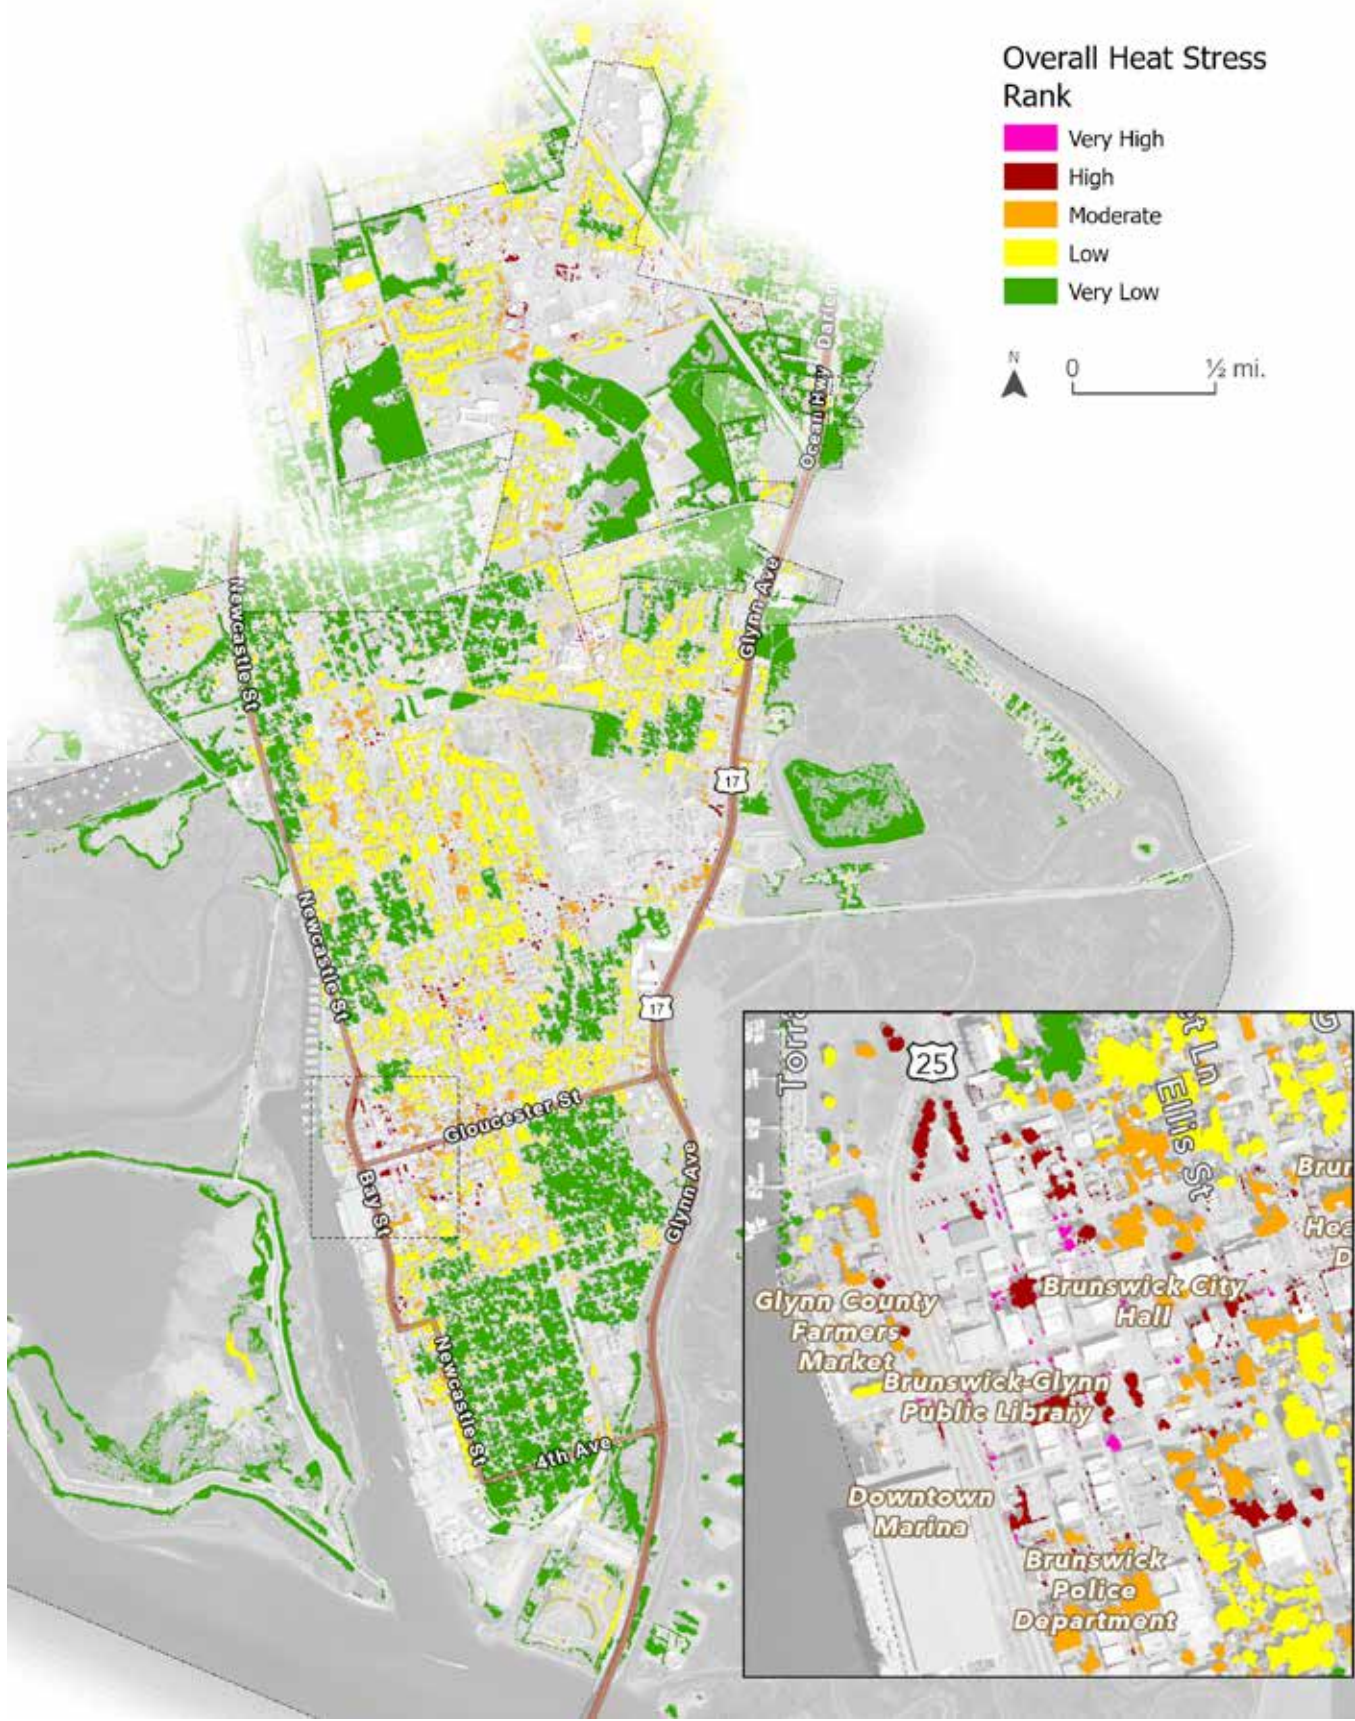 Overall Heat Stress
Rank
Very High
High
Moderate
Low
Very Low
N
0
½ mi.
Ocean Hwy
Newcastle St
Glynn Ave
17
Newcastle St
17
Gloucester St
Bay St
Glynn Ave
Newcastle St
4th Ave
25
Ellis St
Ln
Glynn County
Farmers
Market
Brunswick City
Hall
Brunswick-Glynn
Public Library
Downtown
Marina
Brunswick
Police
Department